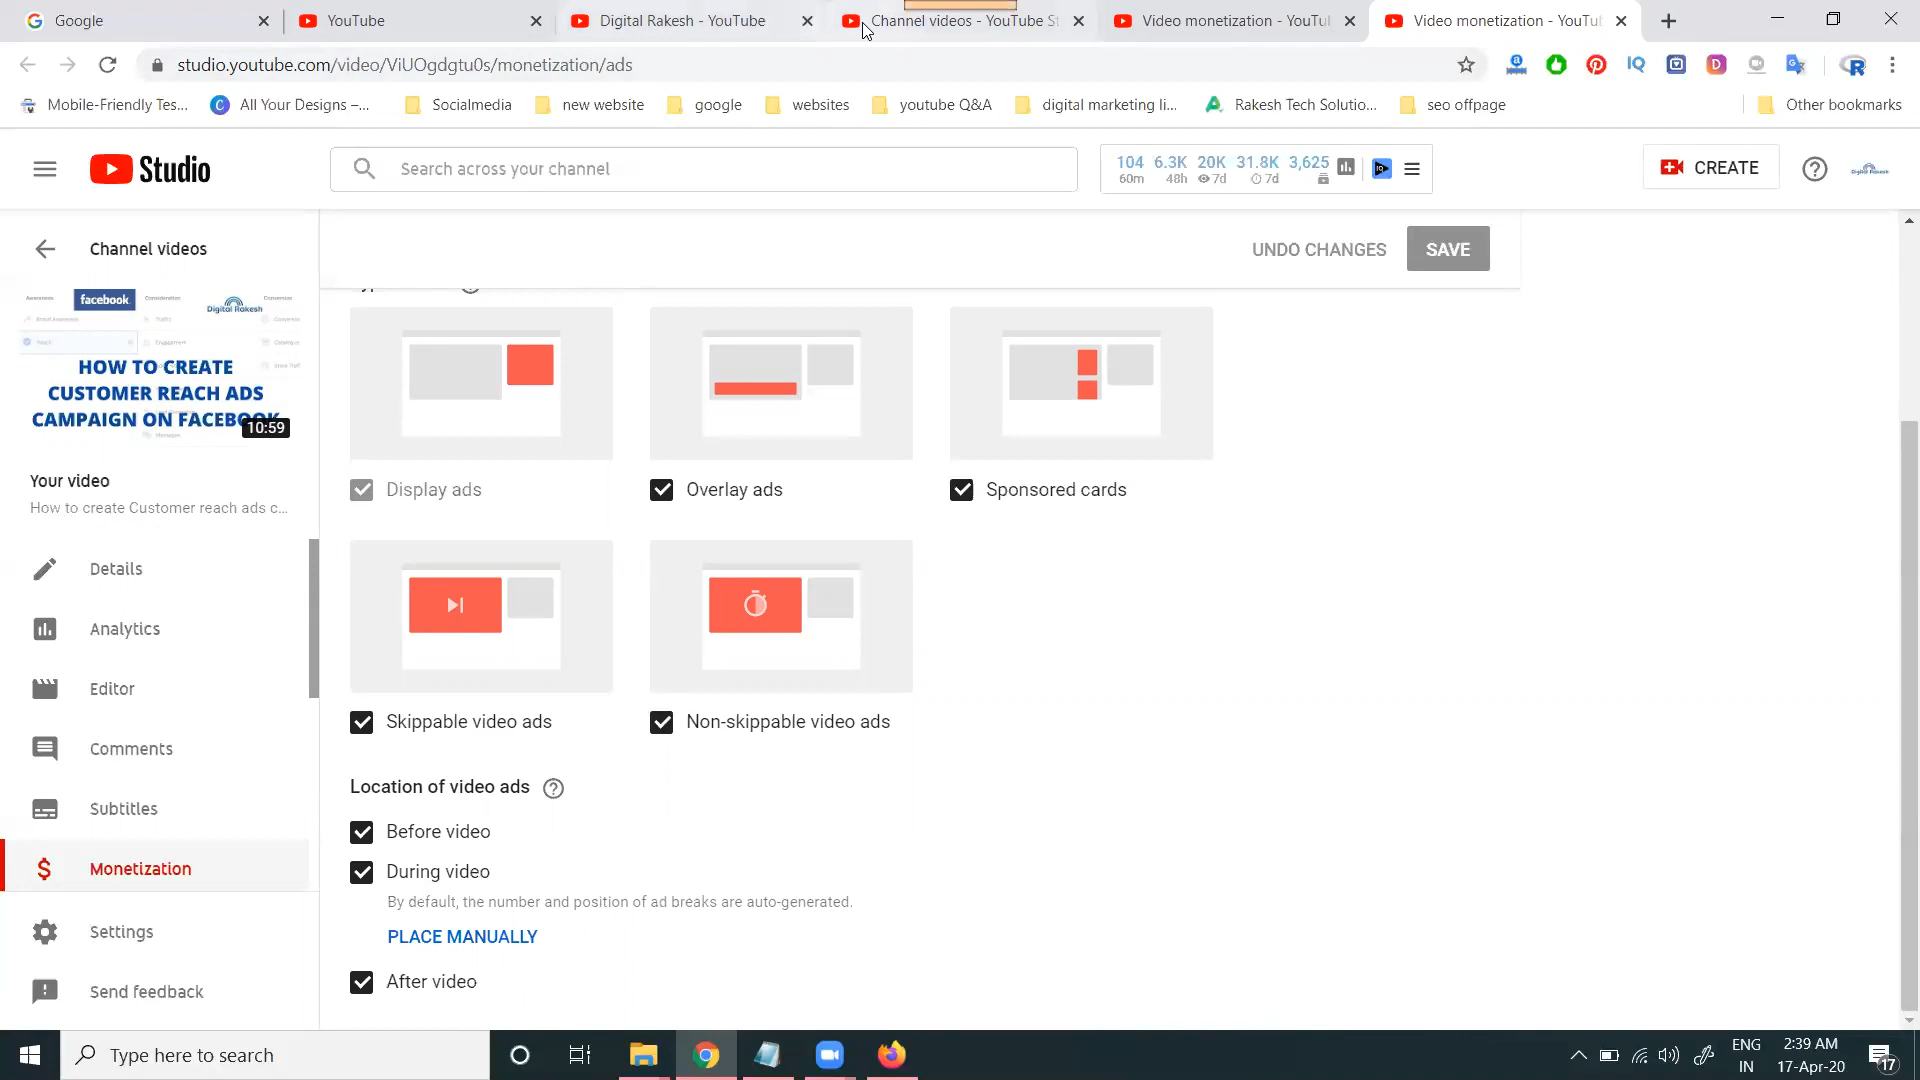 Google
YouTube
Digital Rakesh - YouTube
Channel videos - YouTube St
Video monetization - YouTu
Video monetization - YouTu
studio.youtube.com/video/ViUOgdgtu0s/monetization/ads
Mobile-Friendly Tes...
All Your Designs –...
Socialmedia
new website
google
websites
youtube Q&A
digital marketing li...
Rakesh Tech Solutio...
seo offpage
Other bookmarks
Studio
Search across your channel
104 6.3K 20K 31.8K 3,625
60m 48h 7d 7d
CREATE
Digital Rakesh
Channel videos
UNDO CHANGES
SAVE
facebook
Digital Rakesh
HOW TO CREATE
CUSTOMER REACH ADS
CAMPAIGN ON FACEBOOK
10:59
Your video
How to create Customer reach ads c...
Details
Analytics
Editor
Comments
Subtitles
Monetization
Settings
Send feedback
Display ads
Overlay ads
Sponsored cards
Skippable video ads
Non-skippable video ads
Location of video ads
Before video
During video
By default, the number and position of ad breaks are auto-generated.
PLACE MANUALLY
After video
Type here to search
ENG
IN
2:39 AM
17-Apr-20
17